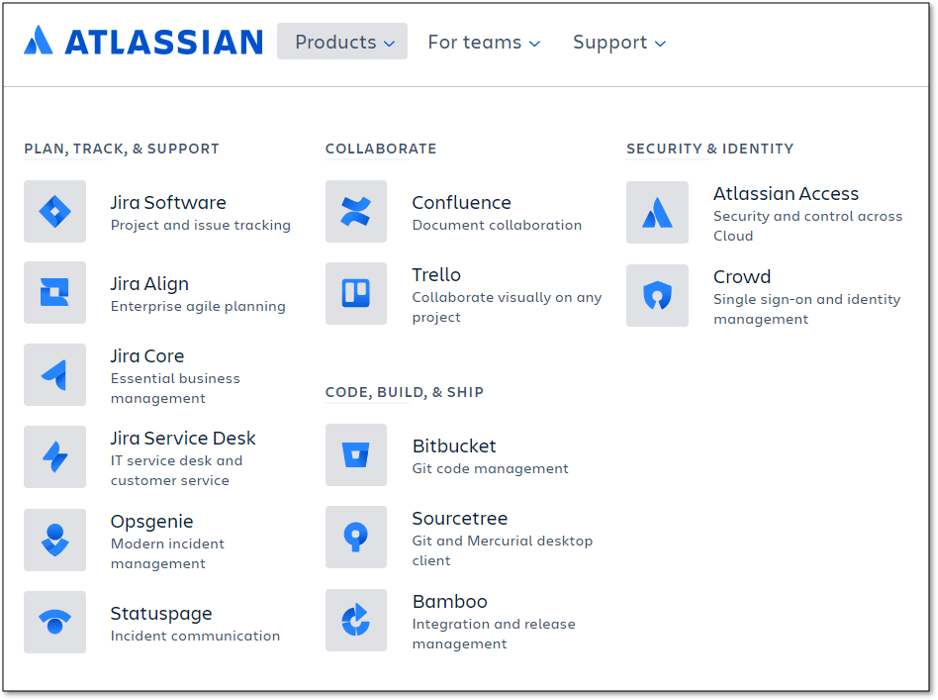 ATLASSIAN
Products
For teams
Support
PLAN, TRACK, & SUPPORT
Jira Software
Project and issue tracking
Jira Align
Enterprise agile planning
Jira Core
Essential business
management
Jira Service Desk
IT service desk and
customer service
Opsgenie
Modern incident
management
Statuspage
Incident communication
COLLABORATE
Confluence
Document collaboration
Trello
Collaborate visually on any
project
CODE, BUILD, & SHIP
Bitbucket
Git code management
Sourcetree
Git and Mercurial desktop
client
Bamboo
Integration and release
management
SECURITY & IDENTITY
Atlassian Access
Security and control across
Cloud
Crowd
Single sign-on and identity
management